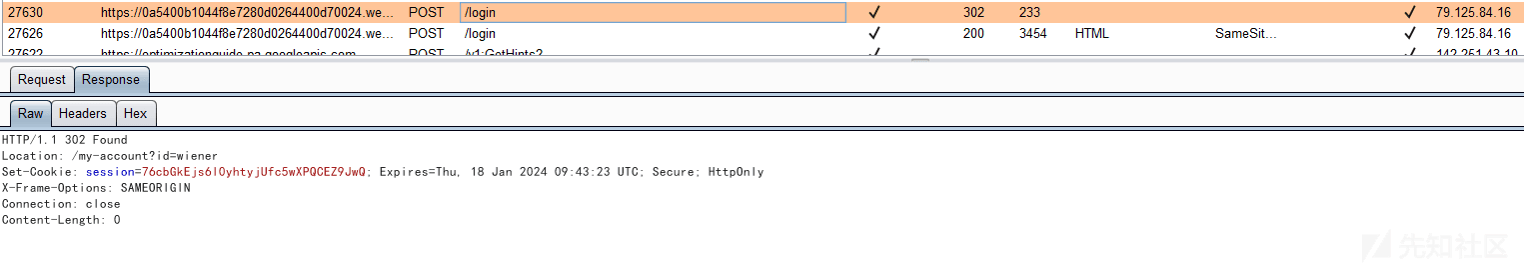 27630 https://0a5400b1044f8e7280d0264400d70024.we... POST /login ✓ 302 233 ✓ 79.125.84.16
27626 https://0a5400b1044f8e7280d0264400d70024.we... POST /login ✓ 200 3454 HTML SameSit... ✓ 79.125.84.16
27622 https://optimizationguide-pa.googleapis.com POST /v1:GetHints? ✓ ✓ 142.251.43.10
Request Response
Raw Headers Hex
HTTP/1.1 302 Found
Location: /my-account?id=wiener
Set-Cookie: session=76cbGkEjs6l0yhtyjUfc5wXPQCEZ9JwQ; Expires=Thu, 18 Jan 2024 09:43:23 UTC; Secure; HttpOnly
X-Frame-Options: SAMEORIGIN
Connection: close
Content-Length: 0
先知社区